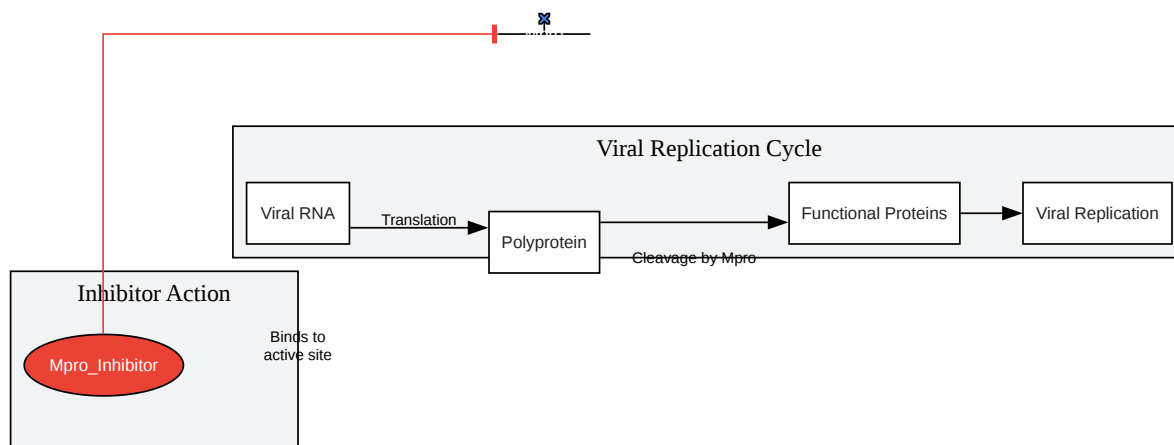 Viral Replication Cycle
Viral RNA
Translation
Polyprotein
Cleavage by Mpro
Functional Proteins
Viral Replication
Inhibitor Action
Binds to
active site
Mpro_Inhibitor